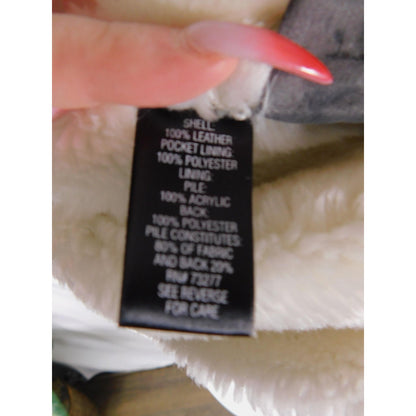 SHELL:
100% LEATHER
POCKET LINING:
100% POLYESTER
LINING:
PILE:
100% ACRYLIC
BACK:
100% POLYESTER
PILE CONSTITUTES:
80% OF FABRIC
AND BACK 20%
RN# 73277
SEE REVERSE
FOR CARE